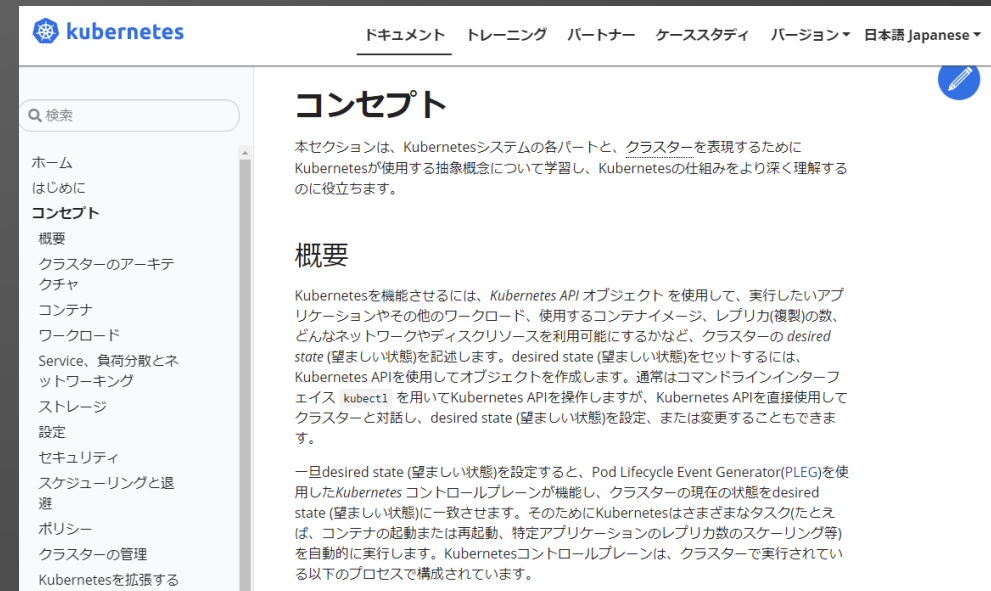 kubernetes
ドキュメント トレーニング パートナー ケーススタディ バージョン 日本語 Japanese
検索
ホーム
はじめに
コンセプト
概要
クラスターのアーキテ
クチャ
コンテナ
ワークロード
Service、負荷分散とネ
ットワーキング
ストレージ
設定
セキュリティ
スケジューリングと退
避
ポリシー
クラスターの管理
Kubernetesを拡張する
コンセプト
本セクションは、Kubernetesシステムの各パートと、クラスターを表現するために
Kubernetesが使用する抽象概念について学習し、Kubernetesの仕組みをより深く理解する
のに役立ちます。
概要
Kubernetesを機能させるには、Kubernetes API オブジェクト を使用して、実行したいアプ
リケーションやその他のワークロード、使用するコンテナイメージ、レプリカ(複製)の数、
どんなネットワークやディスクリソースを利用可能にするかなど、クラスターの desired
state (望ましい状態)を記述します。desired state (望ましい状態)をセットするには、
Kubernetes APIを使用してオブジェクトを作成します。通常はコマンドラインインターフ
ェイス kubectl を用いてKubernetes APIを操作しますが、Kubernetes APIを直接使用して
クラスターと対話し、desired state (望ましい状態)を設定、または変更することもできま
す。
一旦desired state (望ましい状態)を設定すると、Pod Lifecycle Event Generator(PLEG)を使
用したKubernetes コントロールプレーンが機能し、クラスターの現在の状態をdesired
state (望ましい状態)に一致させます。そのためにKubernetesはさまざまなタスク(たとえ
ば、コンテナの起動または再起動、特定アプリケーションのレプリカ数のスケーリング等)
を自動的に実行します。Kubernetesコントロールプレーンは、クラスターで実行されてい
る以下のプロセスで構成されています。